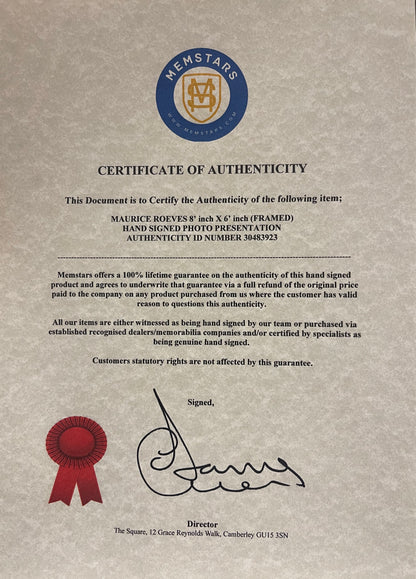 MEMSTARS
MS
WWW.MEMSTARS.COM
CERTIFICATE OF AUTHENTICITY
This Document is to Certify the Authenticity of the following item;
MAURICE ROEVES 8' inch X 6' inch (FRAMED)
HAND SIGNED PHOTO PRESENTATION
AUTHENTICITY ID NUMBER 30483923
Memstars offers a 100% lifetime guarantee on the authenticity of this hand signed
product and agrees to underwrite that guarantee via a full refund of the original price
paid to the company on any product purchased from us where the customer has valid
reason to questions this authenticity.
All our items are either witnessed as being hand signed by our team or purchased via
established recognised dealers/memorabilia companies and/or certified by specialists as
being genuine hand signed.
Customers statutory rights are not affected by this guarantee.
Signed,
Director
The Square, 12 Grace Reynolds Walk, Camberley GU15 3SN